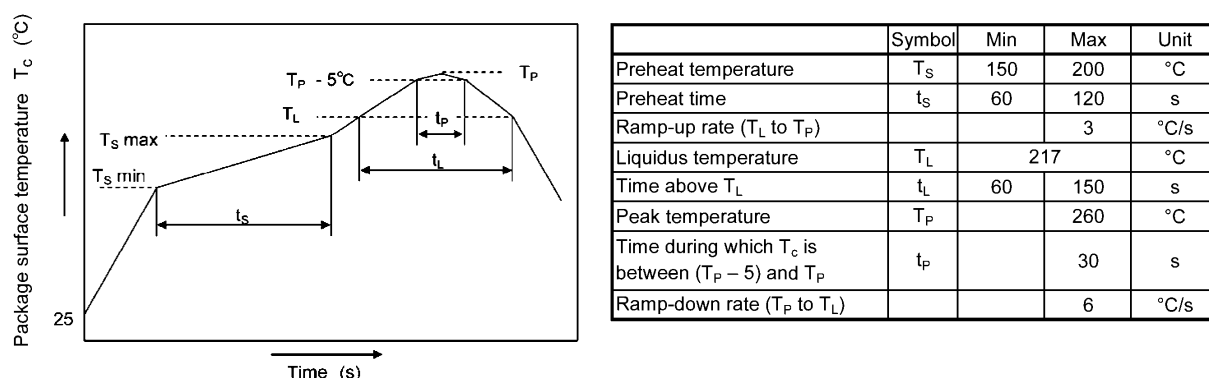 Package surface temperature T_c (°C)
T_P - 5°C
T_P
T_L
t_P
T_S max
t_L
T_S min
t_S
25
Time (s)
Symbol Min Max Unit
Preheat temperature T_S 150 200 °C
Preheat time t_S 60 120 s
Ramp-up rate (T_L to T_P) 3 °C/s
Liquidus temperature T_L 217 °C
Time above T_L t_L 60 150 s
Peak temperature T_P 260 °C
Time during which T_c is
between (T_P – 5) and T_P t_P 30 s
Ramp-down rate (T_P to T_L) 6 °C/s